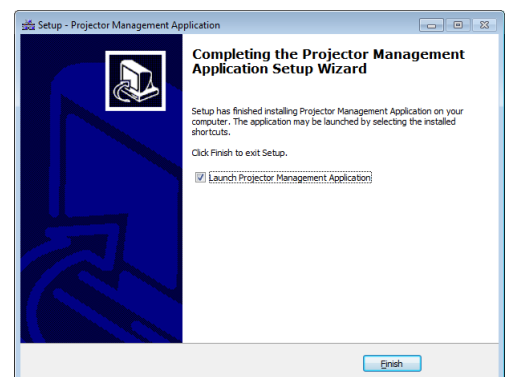 Setup - Projector Management Application
Completing the Projector Management
Application Setup Wizard
Setup has finished installing Projector Management Application on your
computer. The application may be launched by selecting the installed
shortcuts.
Click Finish to exit Setup.
Launch Projector Management Application
Finish